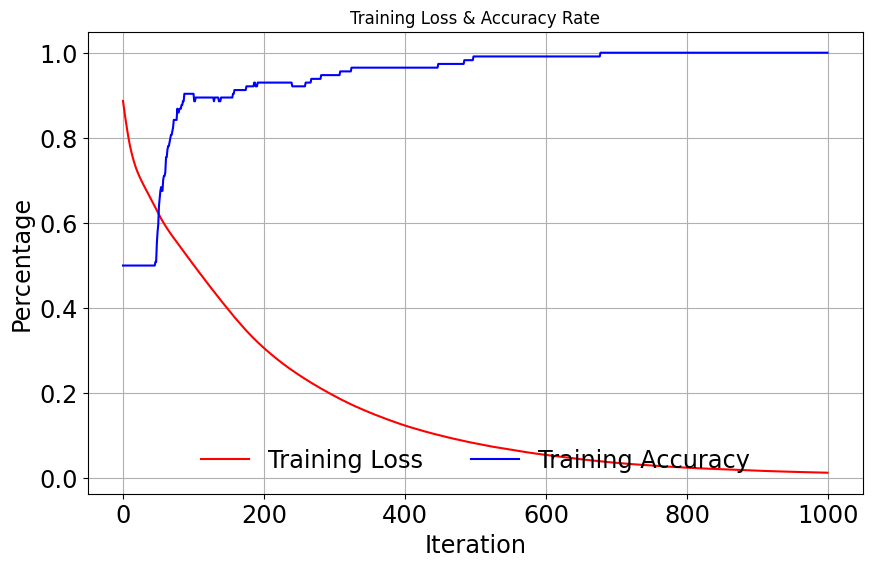 Training Loss & Accuracy Rate
1.0
0.8
0.6
0.4
0.2
0.0
Percentage
Training Loss
Training Accuracy
0 200 400 600 800 1000
Iteration